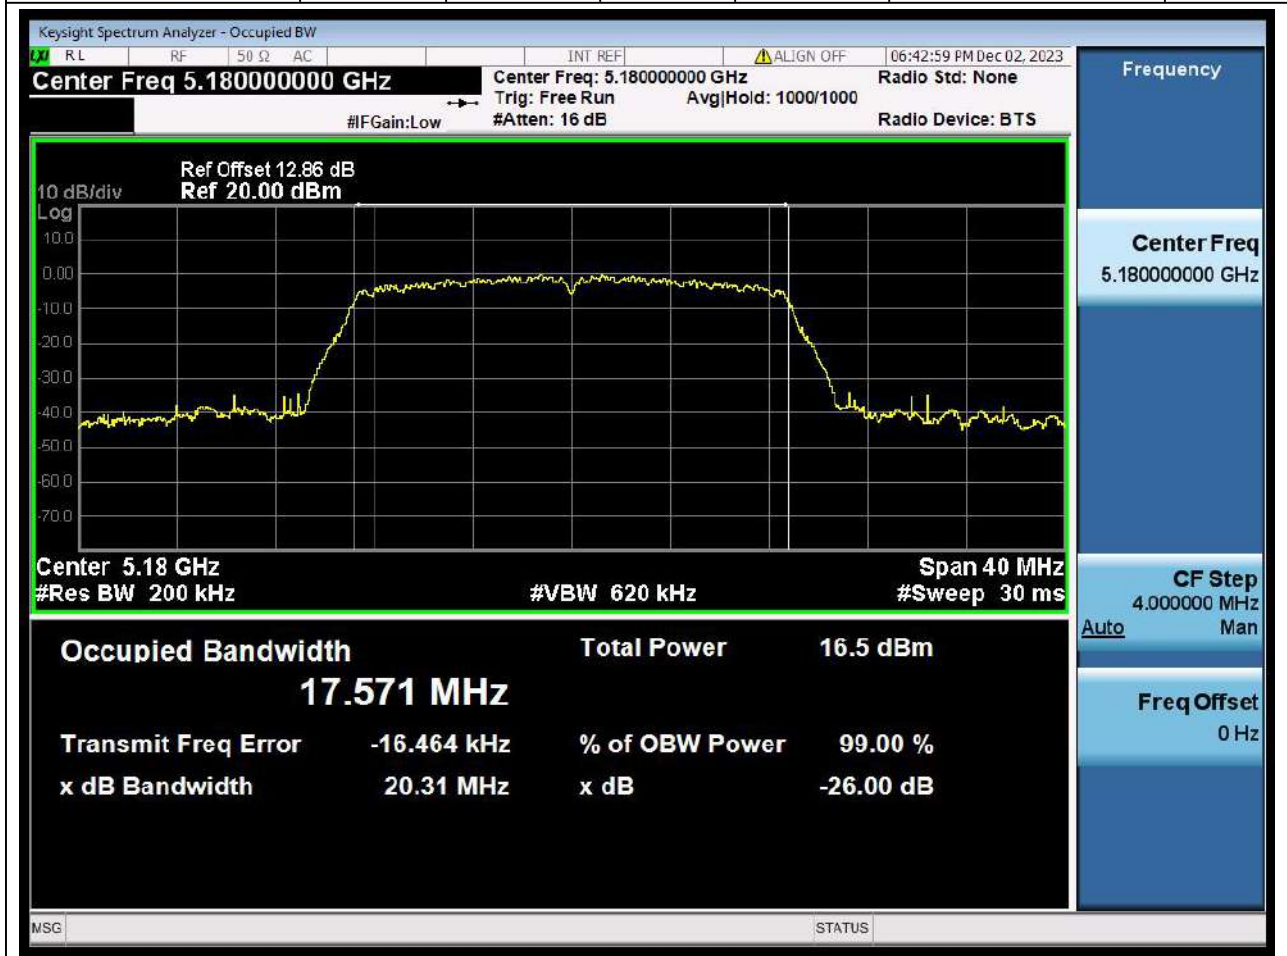 Keysight Spectrum Analyzer - Occupied BW
LXI RL RF 50 Ω AC INT REF ALIGN OFF 06:42:59 PM Dec 02, 2023
Center Freq 5.180000000 GHz
Center Freq: 5.180000000 GHz
Radio Std: None
Trig: Free Run Avg|Hold: 1000/1000
#IFGain:Low
#Atten: 16 dB
Radio Device: BTS
Ref Offset 12.86 dB
10 dB/div Ref 20.00 dBm
Log
10.0
0.00
-10.0
-20.0
-30.0
-40.0
-50.0
-60.0
-70.0
Center 5.18 GHz Span 40 MHz
#Res BW 200 kHz #VBW 620 kHz #Sweep 30 ms
Occupied Bandwidth Total Power 16.5 dBm
17.571 MHz
Transmit Freq Error -16.464 kHz % of OBW Power 99.00 %
x dB Bandwidth 20.31 MHz x dB -26.00 dB
MSG STATUS
Frequency
Center Freq
5.180000000 GHz
CF Step
4.000000 MHz
Auto Man
Freq Offset
0 Hz